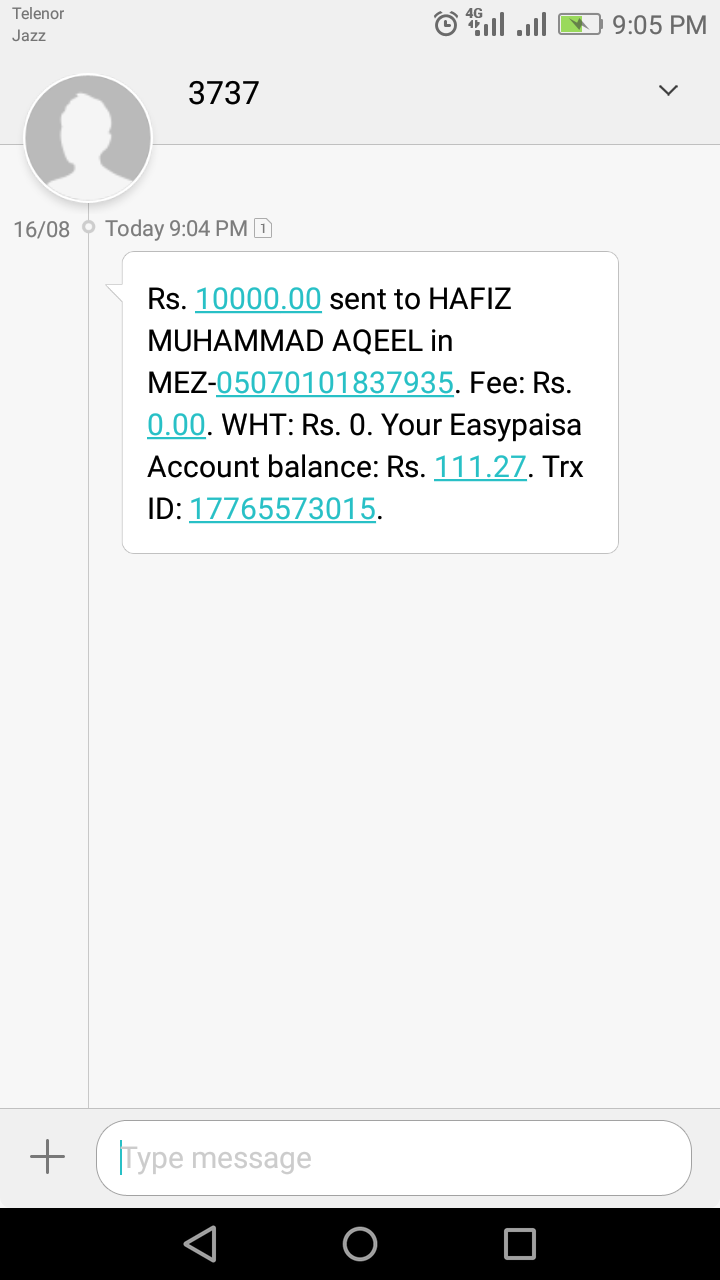 Telenor
Jazz
4G
9:05 PM
3737
16/08
Today 9:04 PM 1
Rs. 10000.00 sent to HAFIZ
MUHAMMAD AQEEL in
MEZ-05070101837935. Fee: Rs.
0.00. WHT: Rs. 0. Your Easypaisa
Account balance: Rs. 111.27. Trx
ID: 17765573015.
Type message